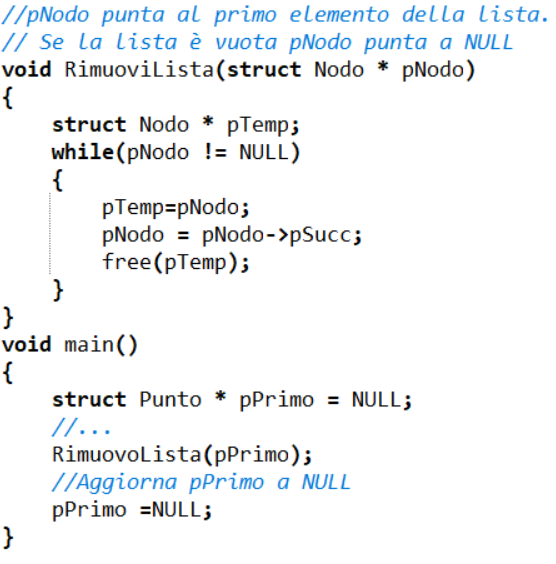 //pNodo punta al primo elemento della lista.
// Se la lista è vuota pNodo punta a NULL
void RimuoviLista(struct Nodo * pNodo)
{
    struct Nodo * pTemp;
    while(pNodo != NULL)
    {
        pTemp=pNodo;
        pNodo = pNodo->pSucc;
        free(pTemp);
    }
}
void main()
{
    struct Punto * pPrimo = NULL;
    //...
    RimuovoLista(pPrimo);
    //Aggiorna pPrimo a NULL
    pPrimo =NULL;
}